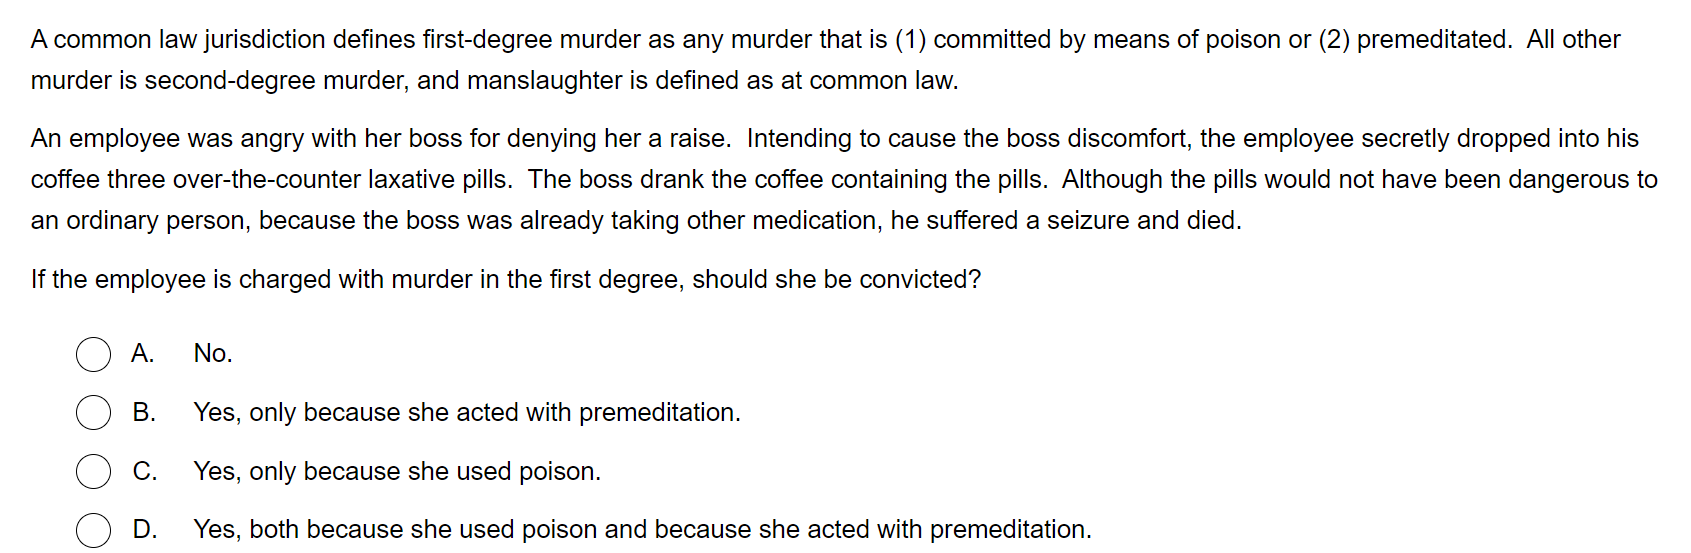 A common law jurisdiction defines first-degree murder as any murder that is (1) committed by means of poison or (2) premeditated. All other
murder is second-degree murder, and manslaughter is defined as at common law.
An employee was angry with her boss for denying her a raise. Intending to cause the boss discomfort, the employee secretly dropped into his
coffee three over-the-counter laxative pills. The boss drank the coffee containing the pills. Although the pills would not have been dangerous to
an ordinary person, because the boss was already taking other medication, he suffered a seizure and died.
If the employee is charged with murder in the first degree, should she be convicted?
A. No.
B. Yes, only because she acted with premeditation.
C. Yes, only because she used poison.
D. Yes, both because she used poison and because she acted with premeditation.